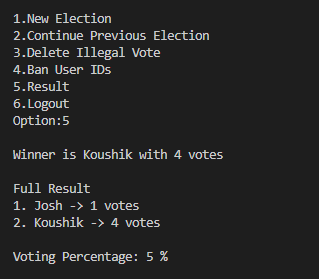 1.New Election
2.Continue Previous Election
3.Delete Illegal Vote
4.Ban User IDs
5.Result
6.Logout
Option:5
Winner is Koushik with 4 votes
Full Result
1. Josh -> 1 votes
2. Koushik -> 4 votes
Voting Percentage: 5 %